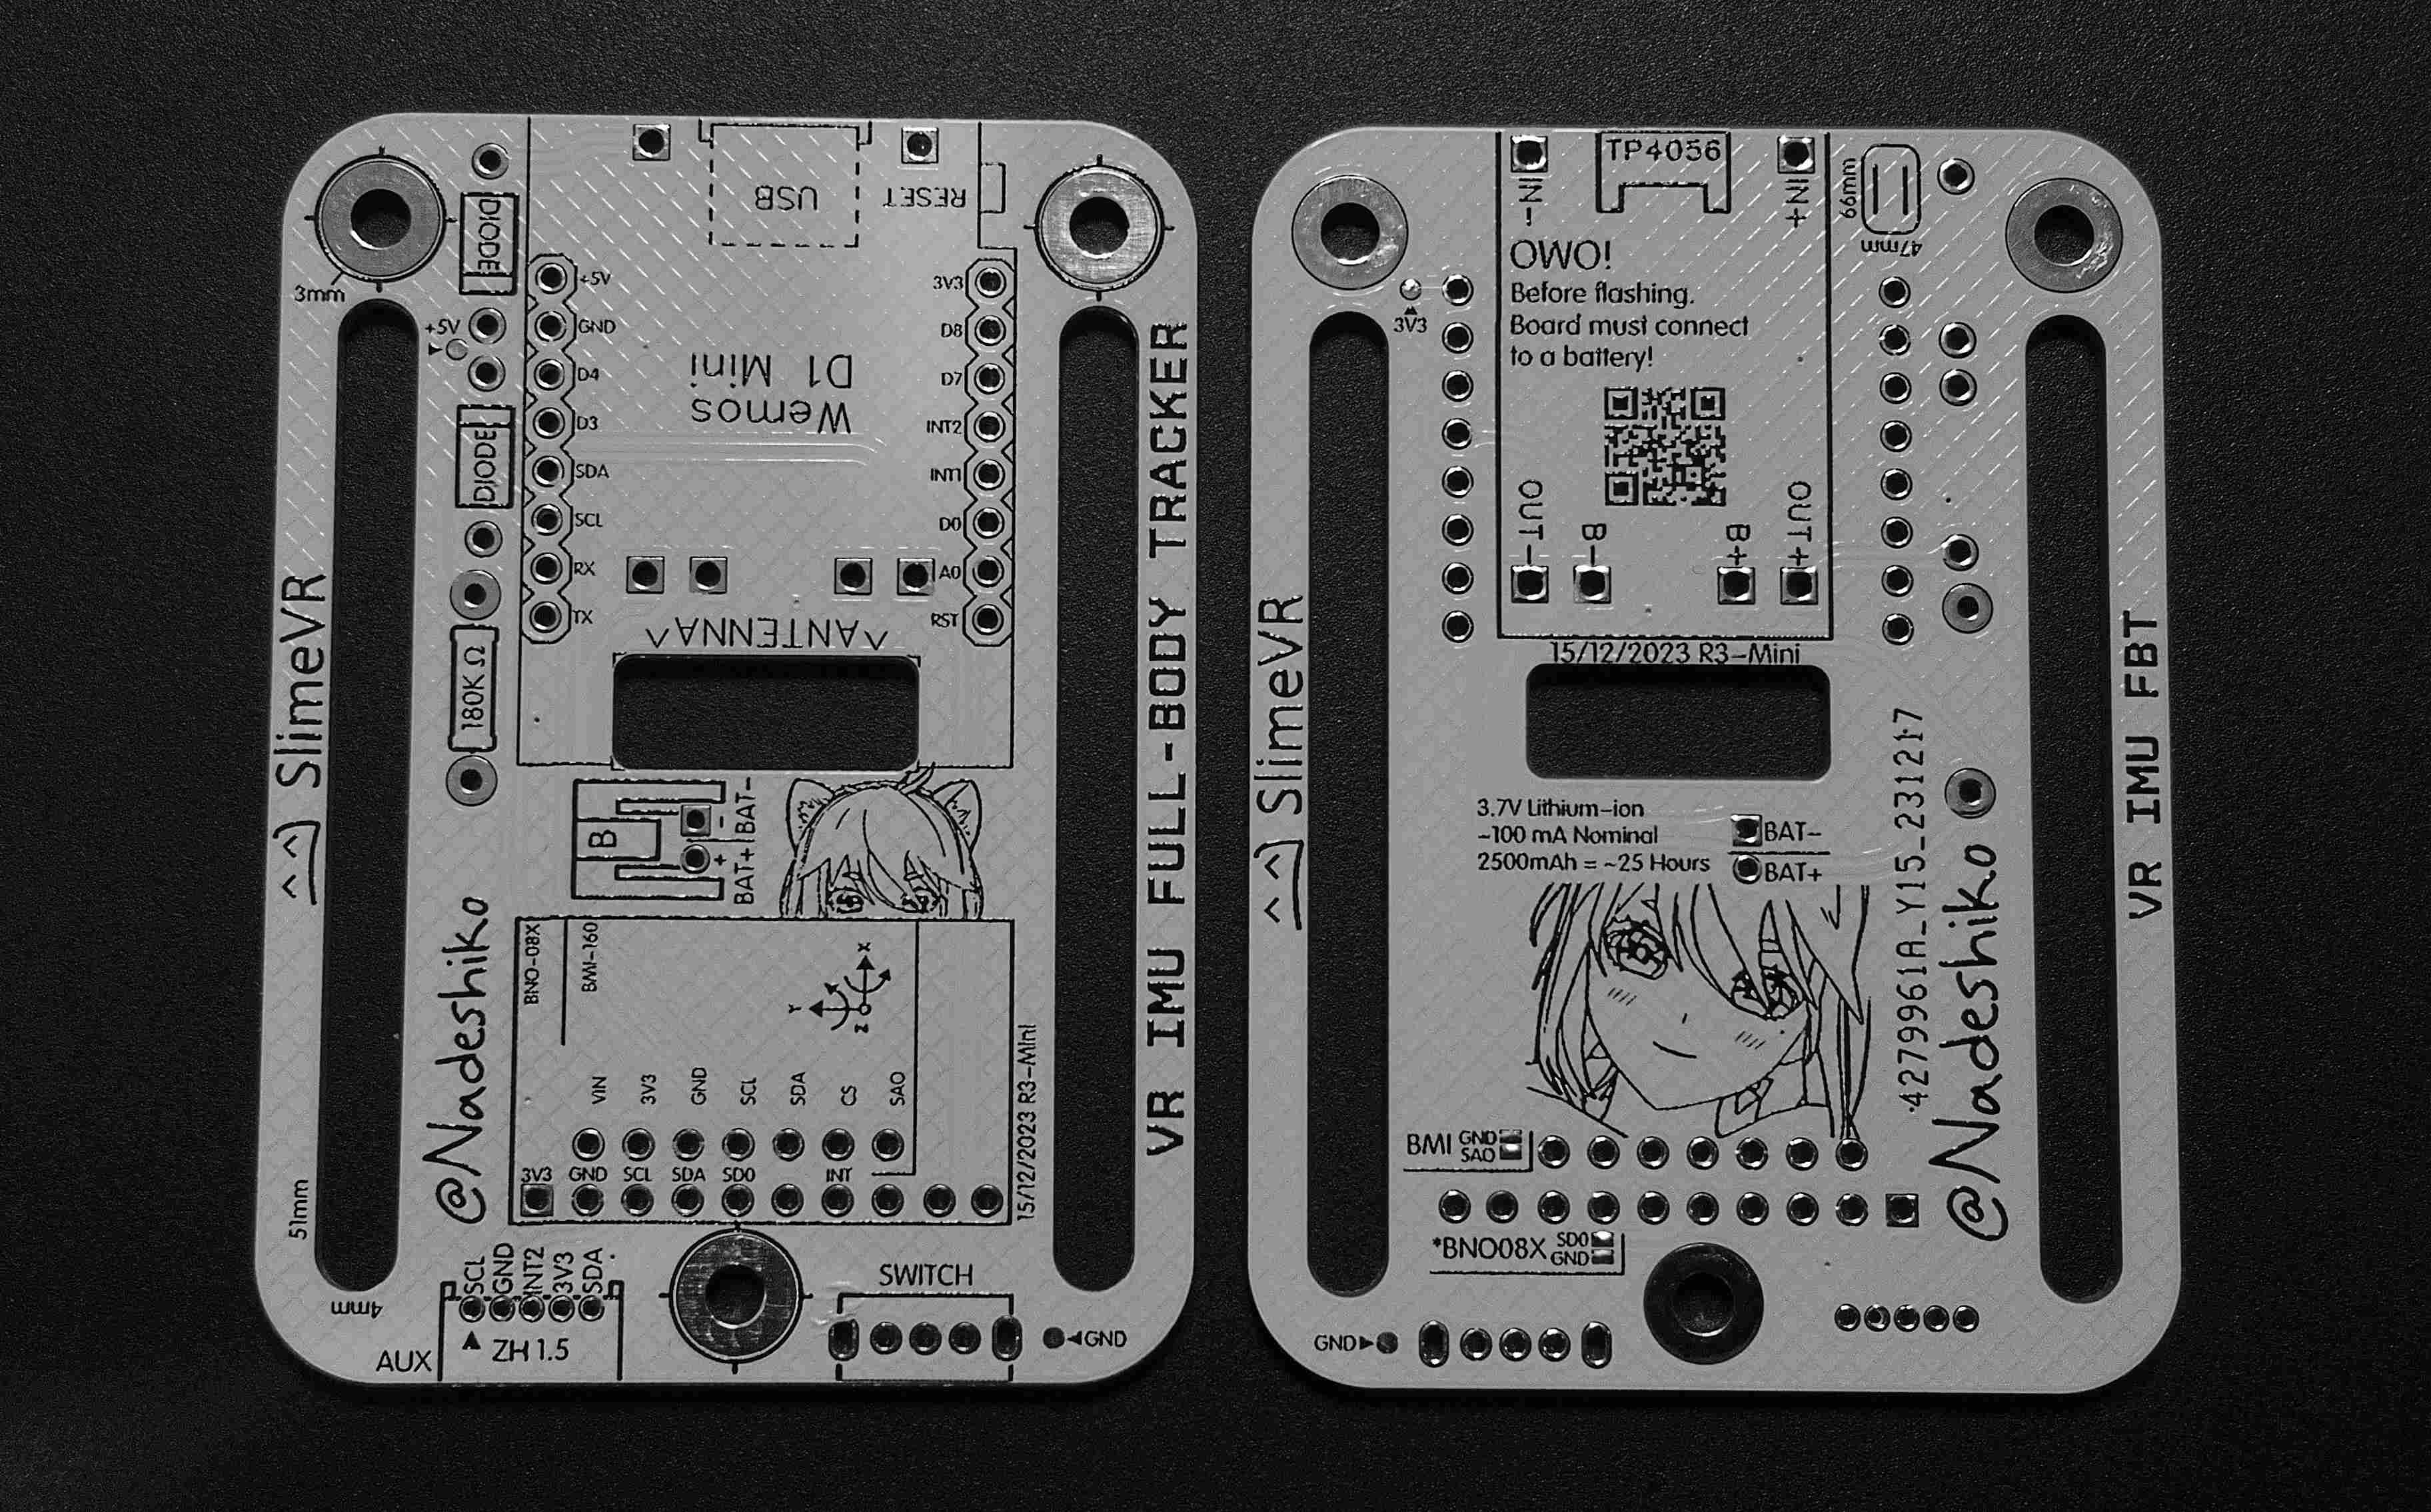 DIODE
USB
RESET
3mm
+5V
GND
D4
D3
SDA
SCL
RX
TX
3V3
D8
D7
INT2
INT1
D0
A0
RST
+5V
Wemos
D1 Mini
DIODE
^ANTENNA^
180K Ω
^⌣^) SlimeVR
VR IMU FULL-BODY TRACKER
B
- BAT-
+ BAT+
@Nadeshiko
BNO-08X
BMI-160
X
Y
Z
VIN
3V3
GND
SCL
SDA
CS
SAO
3V3
GND
SCL
SDA
SD0
INT
15/12/2023 R3-Mini
51mm
4mm
SCL
GND
INT2
3V3
SDA
AUX
ZH 1.5
SWITCH
◄GND
TP4056
IN-
IN+
66mm
47mm
OWO!
Before flashing.
Board must connect
to a battery!
3V3
OUT-
B-
B+
OUT+
15/12/2023 R3-Mini
SlimeVR
VR IMU FBT
3.7V Lithium-ion
~100 mA Nominal
2500mAh = ~25 Hours
BAT-
BAT+
4279961A_Y15_231217
@Nadeshiko
BMI GND
SAO
*BNO08X SD0
GND
GND►